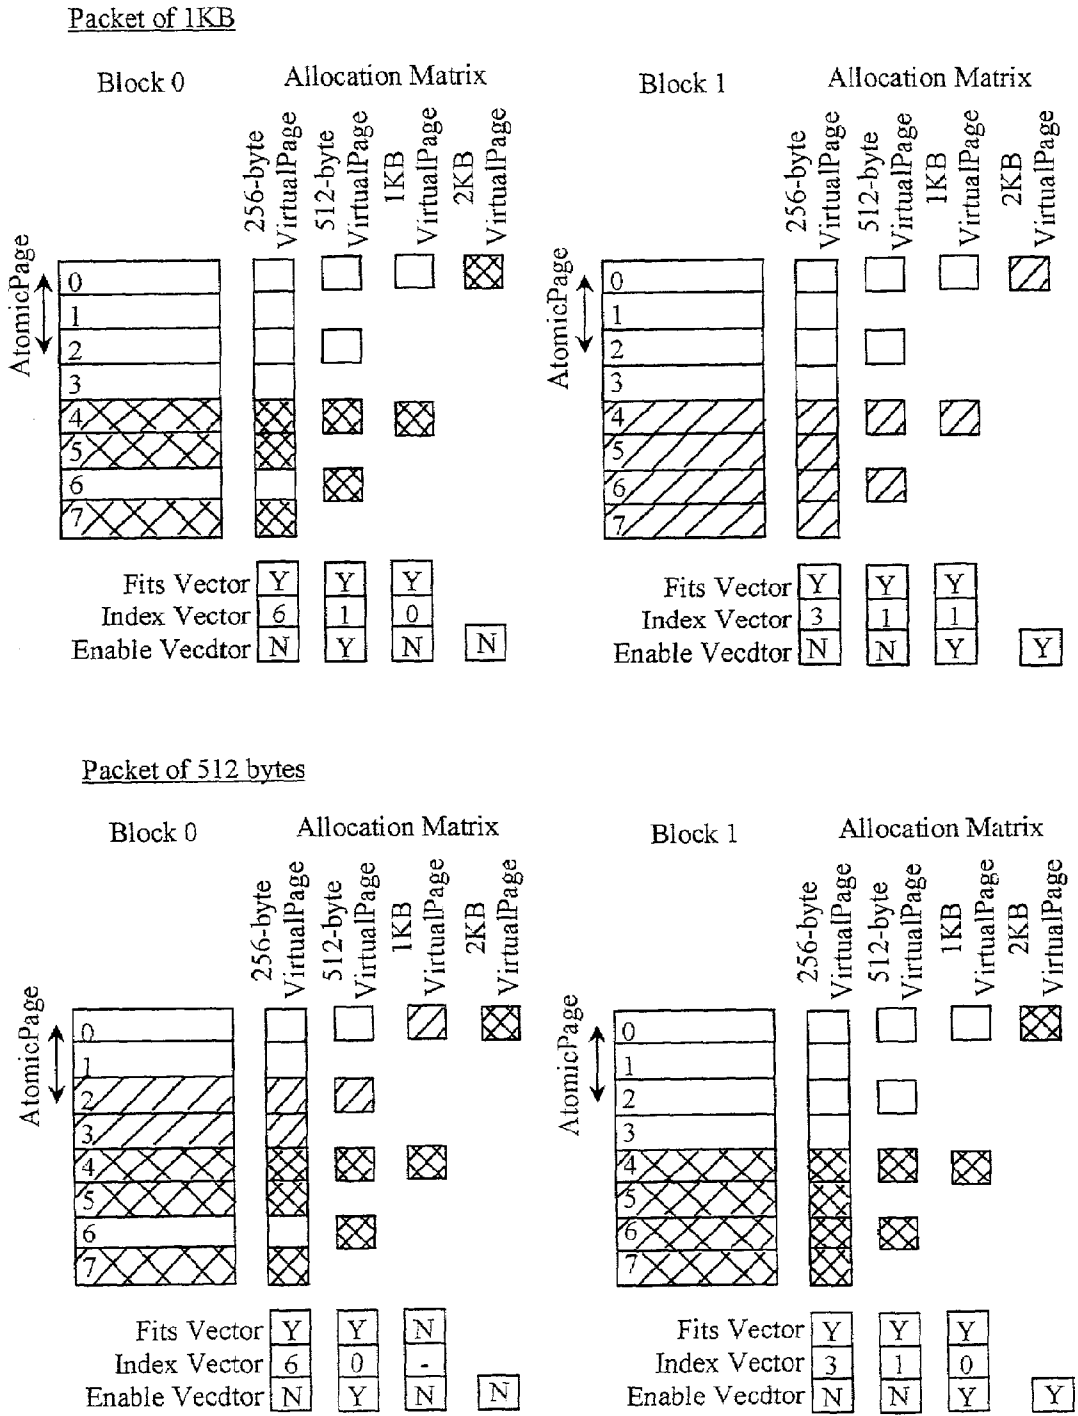 Packet of 1KB
Block 0
Allocation Matrix
256-byte VirtualPage
512-byte VirtualPage
1KB VirtualPage
2KB VirtualPage
AtomicPage
0
1
2
3
4
5
6
7
Fits Vector Y Y Y
Index Vector 6 1 0
Enable Vecdtor N Y N N
Block 1
Allocation Matrix
256-byte VirtualPage
512-byte VirtualPage
1KB VirtualPage
2KB VirtualPage
AtomicPage
0
1
2
3
4
5
6
7
Fits Vector Y Y Y
Index Vector 3 1 1
Enable Vecdtor N N Y Y
Packet of 512 bytes
Block 0
Allocation Matrix
256-byte VirtualPage
512-byte VirtualPage
1KB VirtualPage
2KB VirtualPage
AtomicPage
0
1
2
3
4
5
6
7
Fits Vector Y Y N
Index Vector 6 0 -
Enable Vecdtor N Y N N
Block 1
Allocation Matrix
256-byte VirtualPage
512-byte VirtualPage
1KB VirtualPage
2KB VirtualPage
AtomicPage
0
1
2
3
4
5
6
7
Fits Vector Y Y Y
Index Vector 3 1 0
Enable Vecdtor N N Y Y